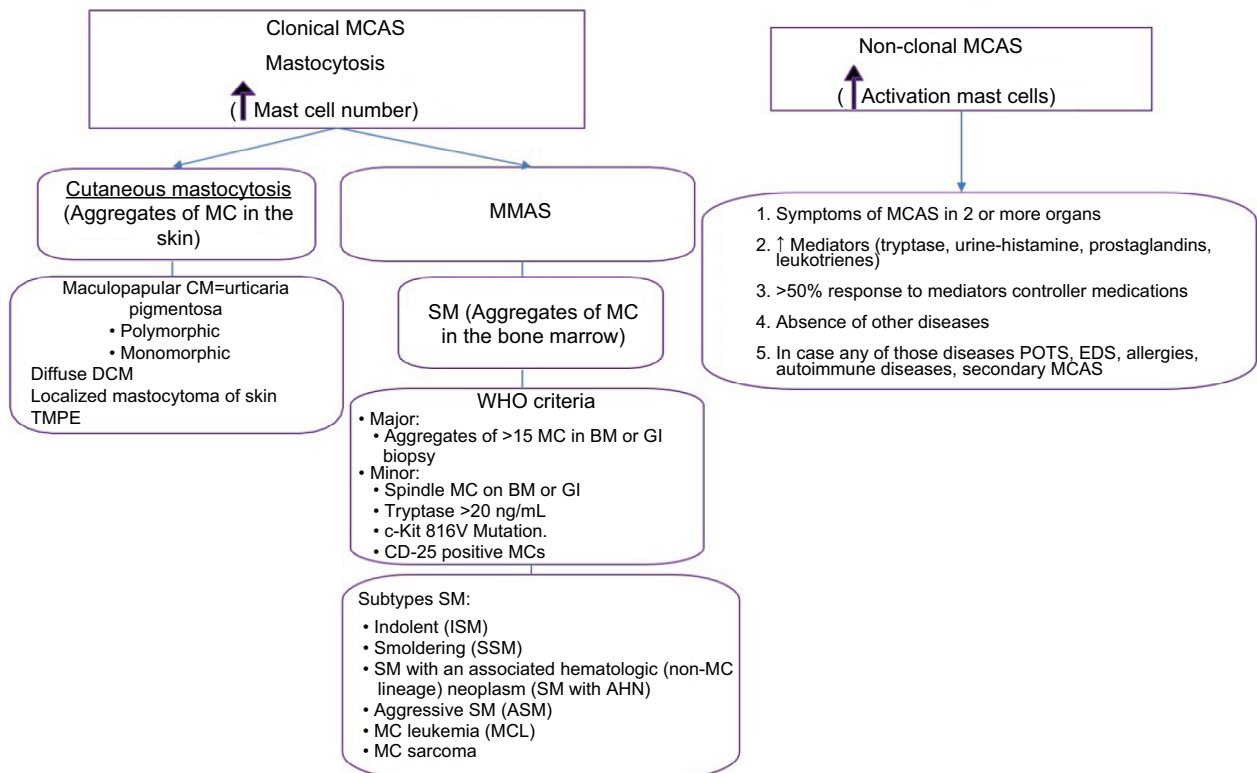 Clonical MCAS
Mastocytosis
(↑ Mast cell number)
Non-clonal MCAS
(↑ Activation mast cells)
Cutaneous mastocytosis
(Aggregates of MC in the
skin)
MMAS
Maculopapular CM=urticaria
pigmentosa
• Polymorphic
• Monomorphic
Diffuse DCM
Localized mastocytoma of skin
TMPE
SM (Aggregates of MC
in the bone marrow)
WHO criteria
• Major:
• Aggregates of >15 MC in BM or GI
biopsy
• Minor:
• Spindle MC on BM or GI
• Tryptase >20 ng/mL
• c-Kit 816V Mutation.
• CD-25 positive MCs
Subtypes SM:
• Indolent (ISM)
• Smoldering (SSM)
• SM with an associated hematologic (non-MC
lineage) neoplasm (SM with AHN)
• Aggressive SM (ASM)
• MC leukemia (MCL)
• MC sarcoma
1. Symptoms of MCAS in 2 or more organs
2. ↑ Mediators (tryptase, urine-histamine, prostaglandins,
leukotrienes)
3. >50% response to mediators controller medications
4. Absence of other diseases
5. In case any of those diseases POTS, EDS, allergies,
autoimmune diseases, secondary MCAS